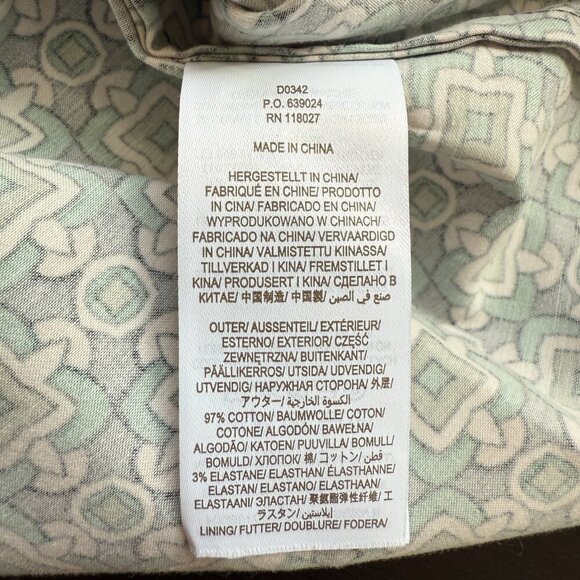 D0342
P.O. 639024
RN 118027
MADE IN CHINA
HERGESTELLT IN CHINA/
FABRIQUÉ EN CHINE/ PRODOTTO
IN CINA/ FABRICADO EN CHINA/
WYPRODUKOWANO W CHINACH/
FABRICADO NA CHINA/ VERVAARDIGD
IN CHINA/ VALMISTETTU KIINASSA/
TILLVERKAD I KINA/ FREMSTILLET I
KINA/ PRODUSERT I KINA/ СДЕЛАНО В
КИТАЕ/ 中国制造/ 中国製/ صنع في الصين/
OUTER/ AUSSENTEIL/ EXTÉRIEUR/
ESTERNO/ EXTERIOR/ CZĘŚĆ
ZEWNĘTRZNA/ BUITENKANT/
PÄÄLLIKERROS/ UTSIDA/ UDVENDIG/
UTVENDIG/ НАРУЖНАЯ СТОРОНА/ 外层/
アウター/ الكسوة الخارجية/
97% COTTON/ BAUMWOLLE/ COTON/
COTONE/ ALGODÓN/ BAWEŁNA/
ALGODÃO/ KATOEN/ PUUVILLA/ BOMULL/
BOMULD/ ХЛОПОК/ 棉/ コットン/ قطن/
3% ELASTANE/ ELASTHAN/ ÉLASTHANNE/
ELASTAN/ ELASTANO/ ELASTHAAN/
ELASTAANI/ ЭЛАСТАН/ 聚氨酯弹性纤维/ エ
ラスタン/ إيلاستين/
LINING/ FUTTER/ DOUBLURE/ FODERA/